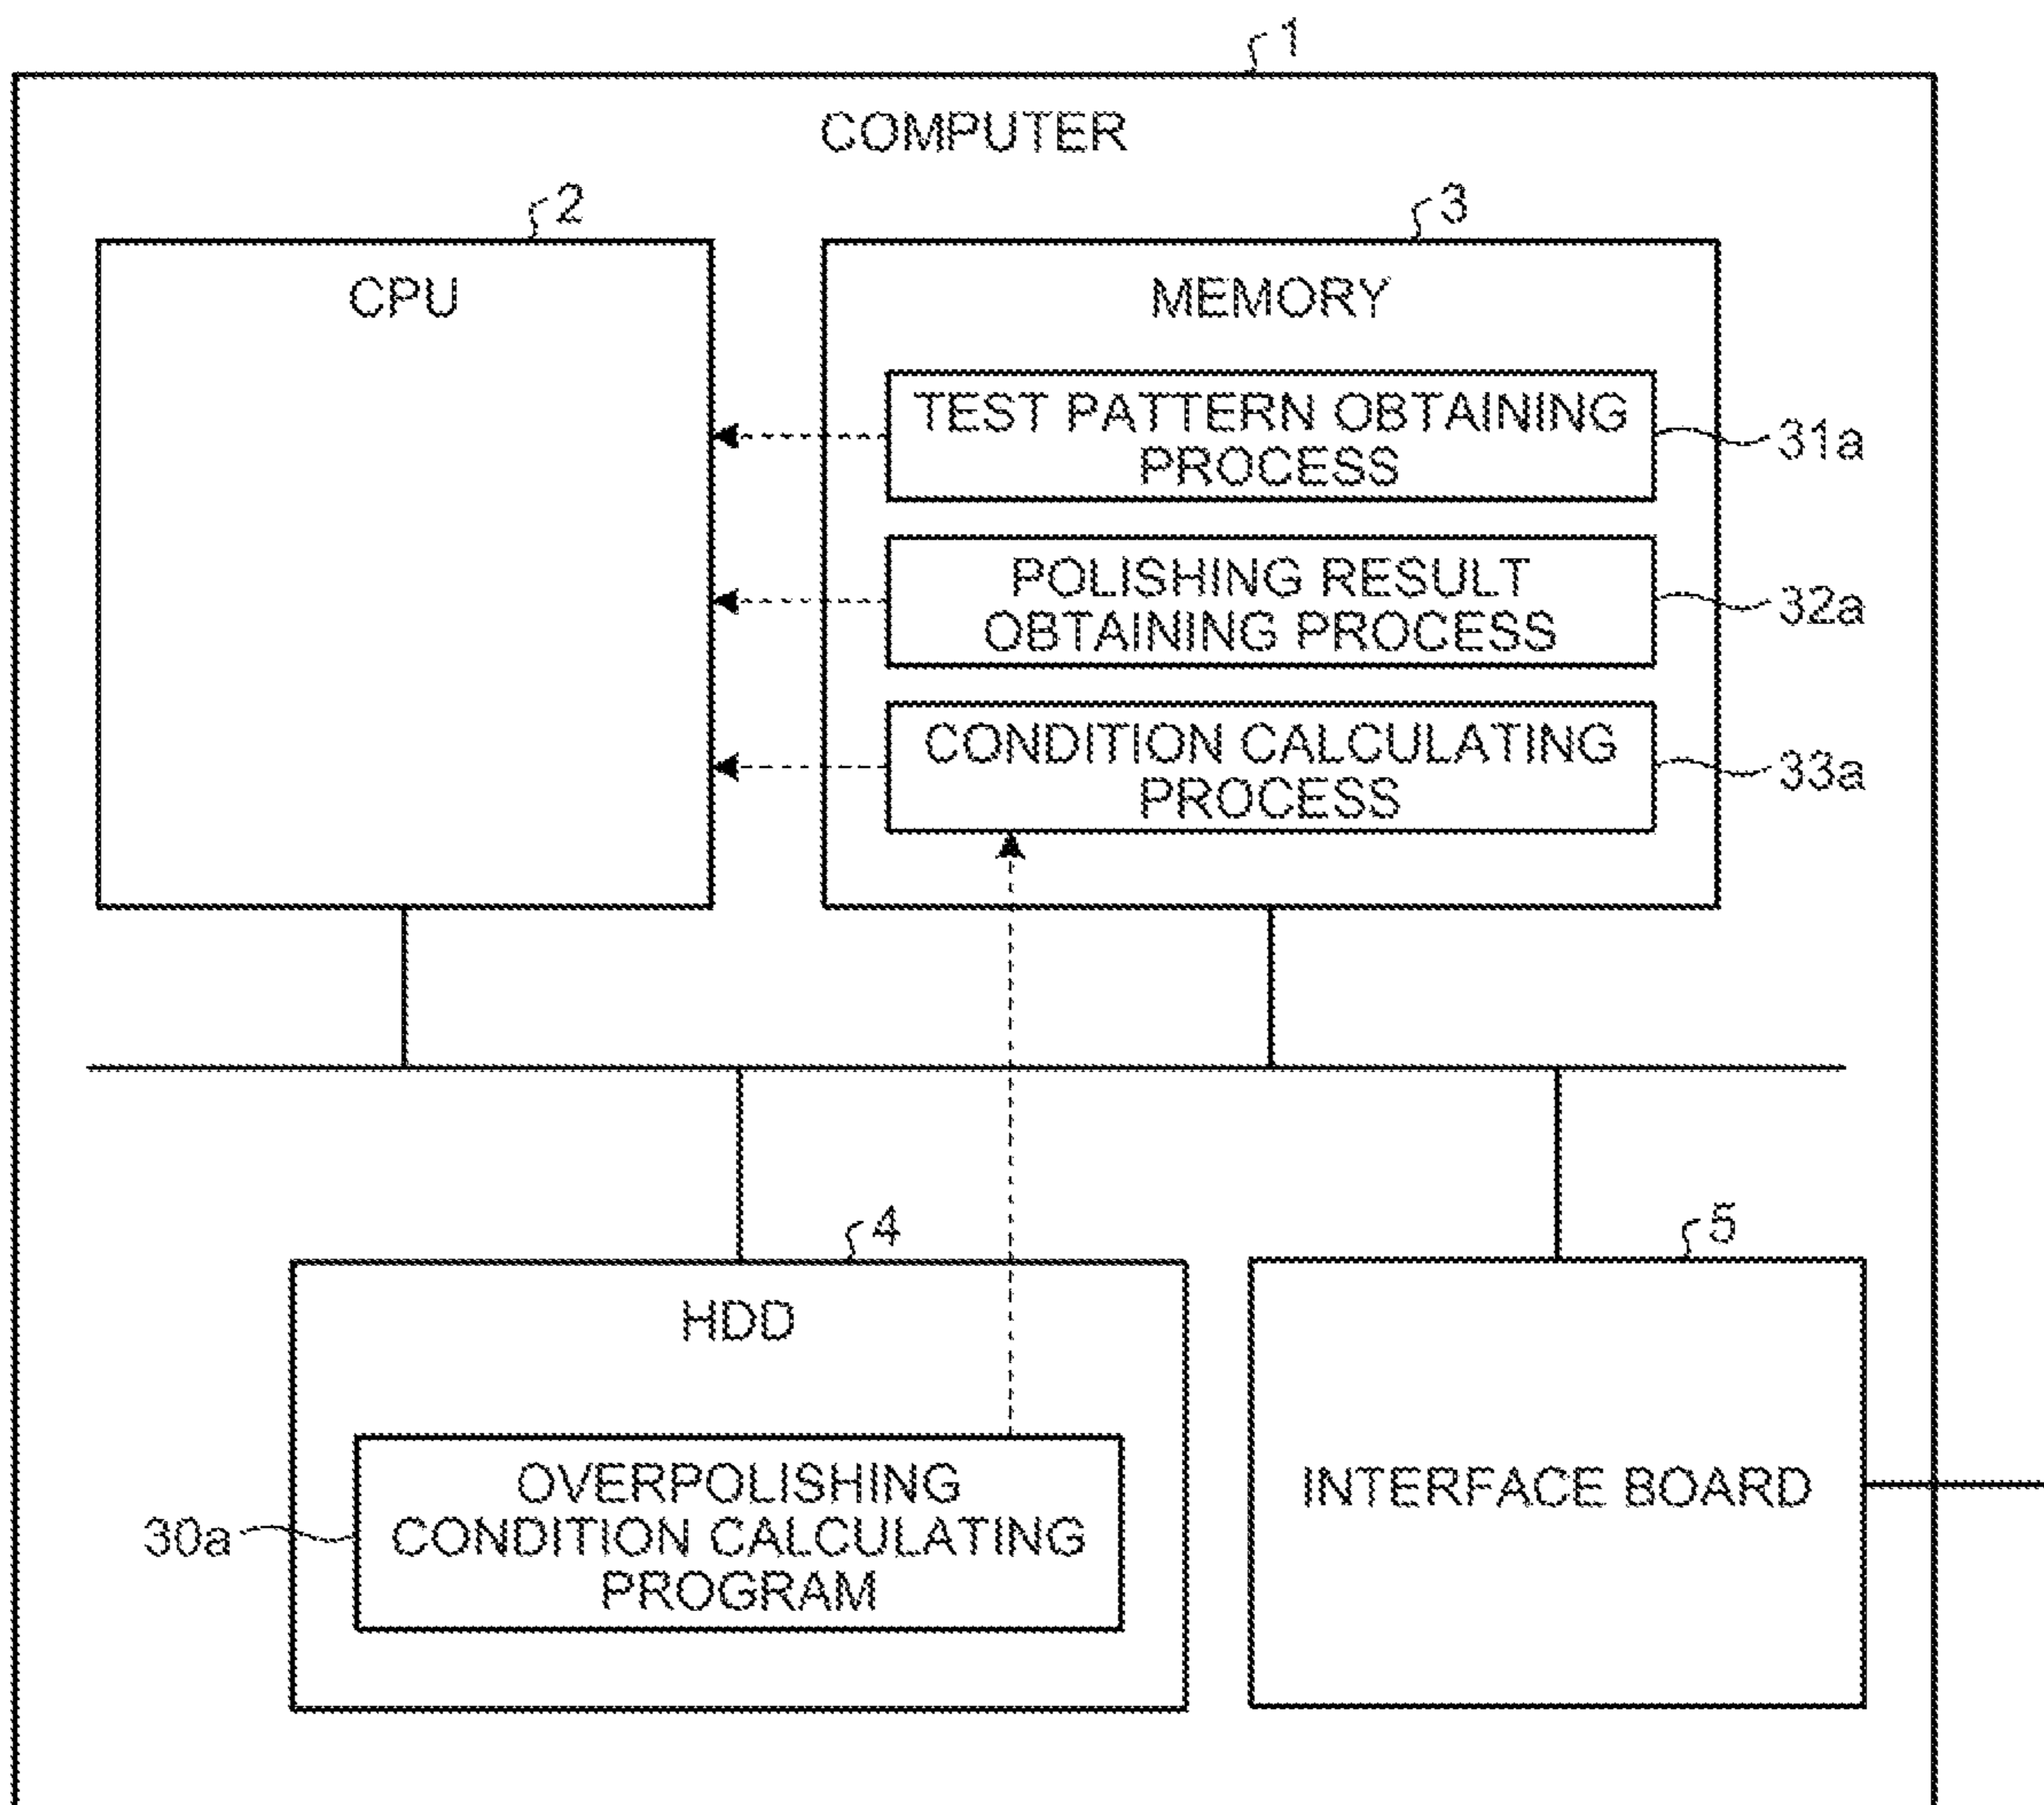 1
COMPUTER
2
3
CPU
MEMORY
TEST PATTERN OBTAINING
PROCESS
31a
POLISHING RESULT
OBTAINING PROCESS
32a
CONDITION CALCULATING
PROCESS
33a
4
5
HDD
INTERFACE BOARD
OVERPOLISHING
CONDITION CALCULATING
PROGRAM
30a